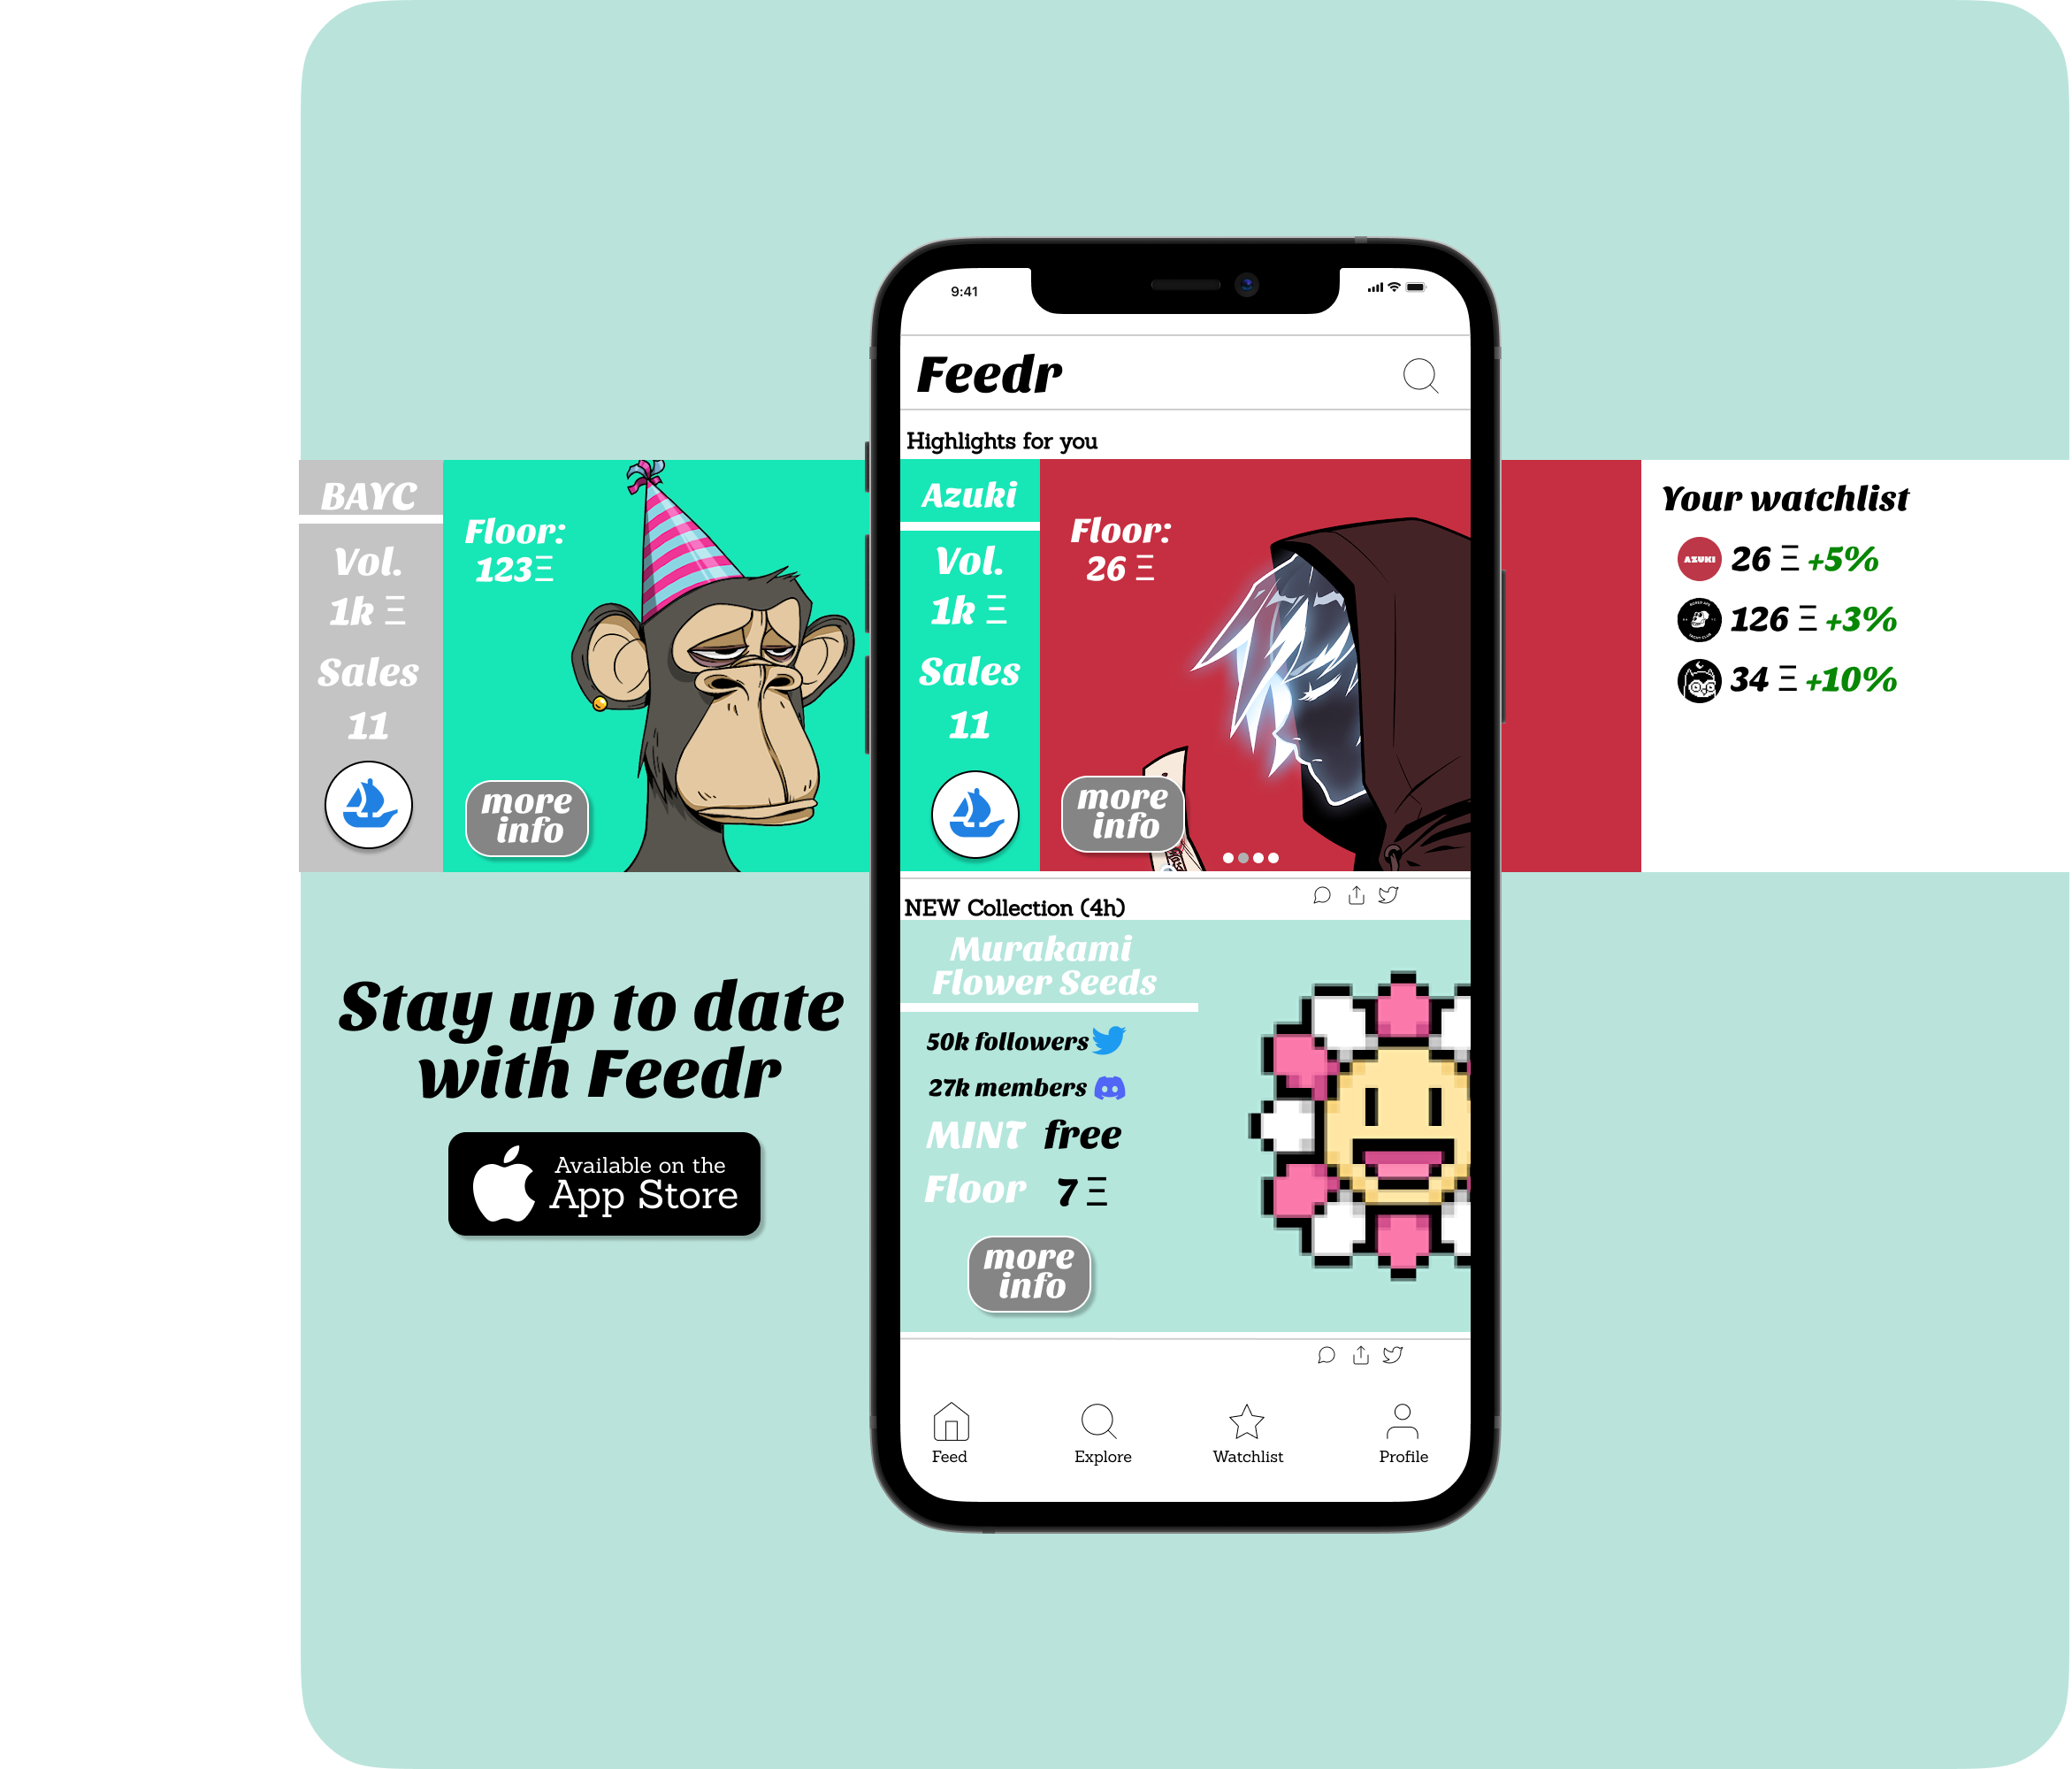 9:41
Feedr
Highlights for you
BAYC
Vol.
1k Ξ
Sales
11
Floor:
123Ξ
more
info
Azuki
Vol.
1k Ξ
Sales
11
Floor:
26 Ξ
more
info
Your watchlist
AZUKI
26 Ξ +5%
126 Ξ +3%
34 Ξ +10%
NEW Collection (4h)
Murakami
Flower Seeds
50k followers
27k members
MINT free
Floor 7 Ξ
more
info
Stay up to date
with Feedr
Available on the
App Store
Feed
Explore
Watchlist
Profile